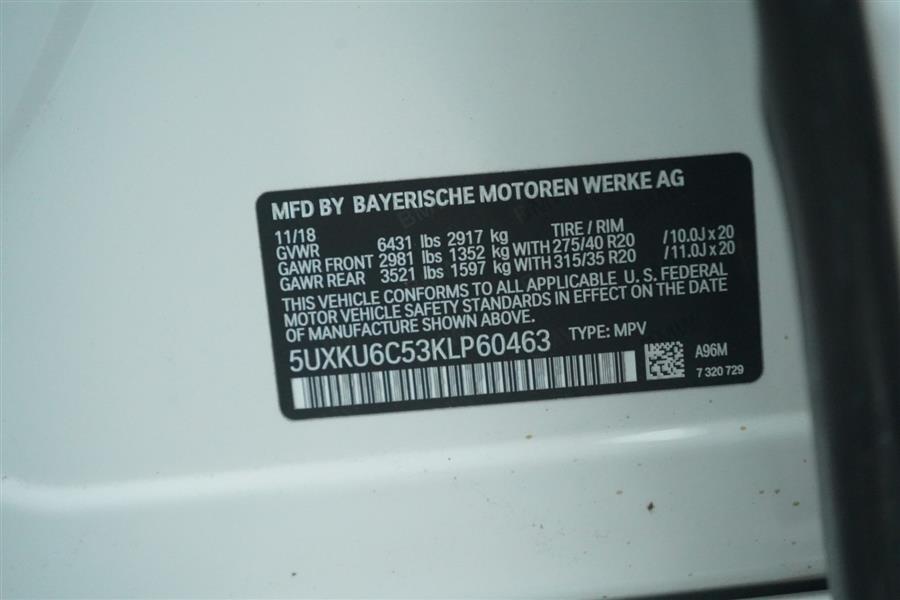 MFD BY BAYERISCHE MOTOREN WERKE AG
11/18 TIRE / RIM
GVWR 6431 lbs 2917 kg
GAWR FRONT 2981 lbs 1352 kg WITH 275/40 R20 /10.0J x 20
GAWR REAR 3521 lbs 1597 kg WITH 315/35 R20 /11.0J x 20
THIS VEHICLE CONFORMS TO ALL APPLICABLE U. S. FEDERAL
MOTOR VEHICLE SAFETY STANDARDS IN EFFECT ON THE DATE
OF MANUFACTURE SHOWN ABOVE.
5UXKU6C53KLP60463 TYPE: MPV
A96M
7 320 729